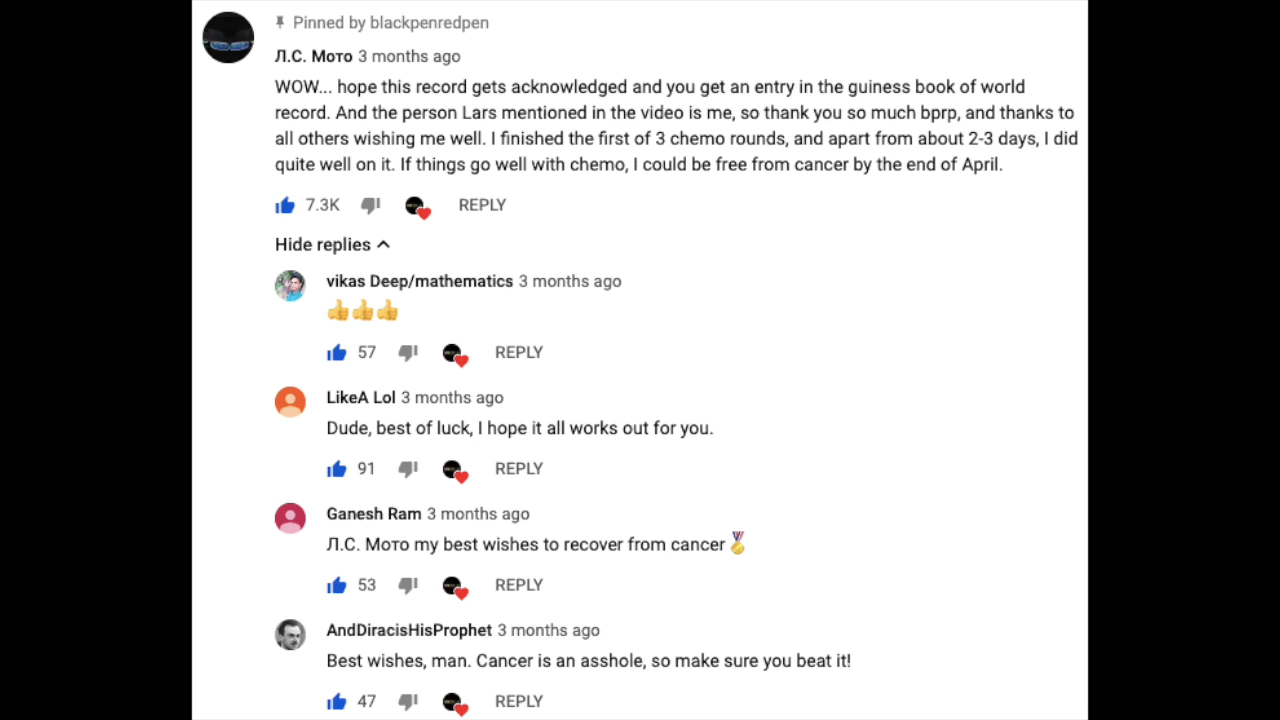 Pinned by blackpenredpen
Л.С. Мото 3 months ago
WOW... hope this record gets acknowledged and you get an entry in the guiness book of world
record. And the person Lars mentioned in the video is me, so thank you so much bprp, and thanks to
all others wishing me well. I finished the first of 3 chemo rounds, and apart from about 2-3 days, I did
quite well on it. If things go well with chemo, I could be free from cancer by the end of April.
7.3K REPLY
Hide replies
vikas Deep/mathematics 3 months ago
👍👍👍
57 REPLY
LikeA Lol 3 months ago
Dude, best of luck, I hope it all works out for you.
91 REPLY
Ganesh Ram 3 months ago
Л.С. Мото my best wishes to recover from cancer🏅
53 REPLY
AndDiracisHisProphet 3 months ago
Best wishes, man. Cancer is an asshole, so make sure you beat it!
47 REPLY